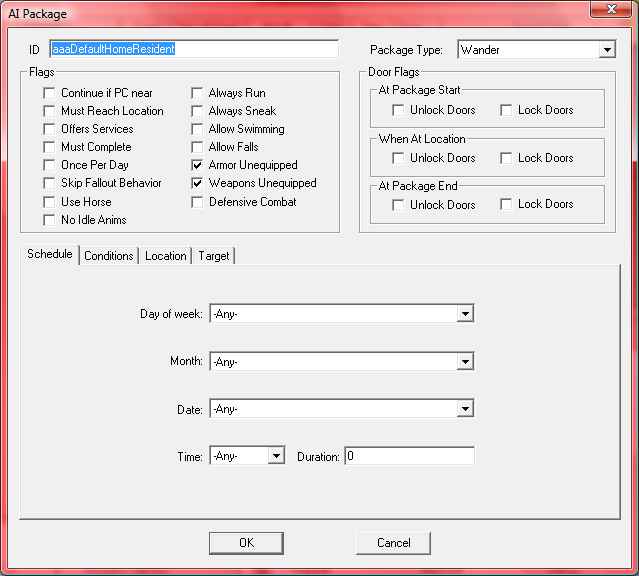 AI Package
ID aaaDefaultHomeResident Package Type: Wander
Flags
Continue if PC near Always Run
Must Reach Location Always Sneak
Offers Services Allow Swimming
Must Complete Allow Falls
Once Per Day Armor Unequipped
Skip Fallout Behavior Weapons Unequipped
Use Horse Defensive Combat
No Idle Anims
Door Flags
At Package Start
Unlock Doors Lock Doors
When At Location
Unlock Doors Lock Doors
At Package End
Unlock Doors Lock Doors
Schedule Conditions Location Target
Day of week: -Any-
Month: -Any-
Date: -Any-
Time: -Any- Duration: 0
OK Cancel